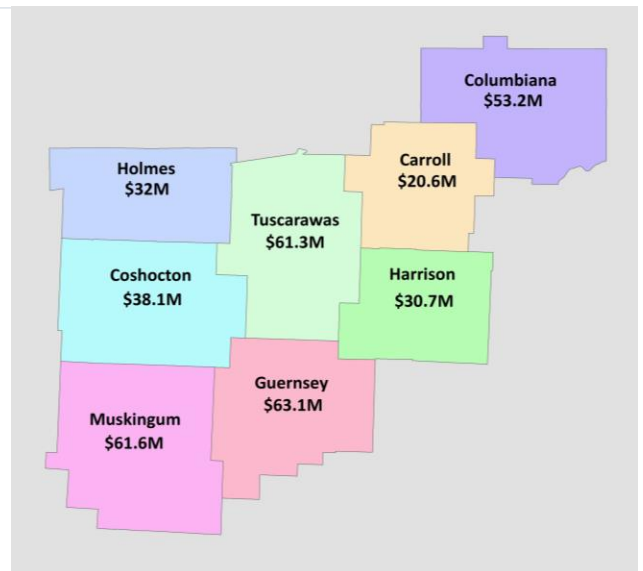 Columbiana
$53.2M
Carroll
$20.6M
Holmes
$32M
Tuscarawas
$61.3M
Harrison
$30.7M
Coshocton
$38.1M
Guernsey
$63.1M
Muskingum
$61.6M